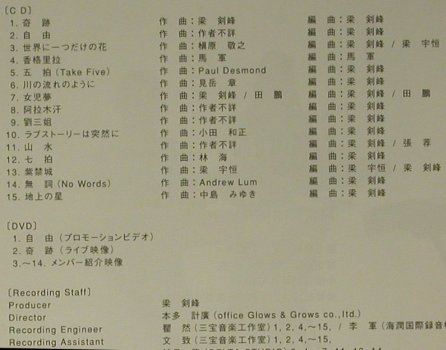 〔CD〕
1. 奇　跡　作　曲：梁　剣峰　編　曲：梁　剣峰
2. 自　由　作　曲：作者不詳　編　曲：梁　剣峰
3. 世界に一つだけの花　作　曲：槇原　敬之　編　曲：梁　剣峰 / 梁　宇恒
4. 香格里拉　作　曲：馬　軍　編　曲：馬　軍
5. 五　拍 (Take Five)　作　曲：Paul Desmond　編　曲：梁　剣峰
6. 川の流れのように　作　曲：見岳　章　編　曲：梁　剣峰
7. 女児夢　作　曲：梁　剣峰 / 田　鵬　編　曲：梁　剣峰 / 田　鵬
8. 阿拉木汗　作　曲：作者不詳　編　曲：梁　剣峰
9. 劉三姐　作　曲：作者不詳　編　曲：梁　剣峰
10. ラブストーリーは突然に　作　曲：小田　和正　編　曲：梁　剣峰
11. 山　水　作　曲：作者不詳　編　曲：梁　剣峰 / 張　荐
12. 七　拍　作　曲：林　海　編　曲：梁　剣峰
13. 紫禁城　作　曲：梁　宇恒　編　曲：梁　宇恒 / 梁　剣峰
14. 無　詞 (No Words)　作　曲：Andrew Lum　編　曲：梁　剣峰
15. 地上の星　作　曲：中島　みゆき　編　曲：梁　剣峰
〔DVD〕
1. 自　由 (プロモーションビデオ)
2. 奇　跡 (ライブ映像)
3.～14. メンバー紹介映像
〔Recording Staff〕
Producer　梁　剣峰
Director　本多　計廣 (office Glows & Grows co.,ltd.)
Recording Engineer　瞿　然 (三宝音楽工作室) 1, 2, 4,～15, / 李　軍 (海潤国際録音
Recording Assistant　文　致 (三宝音楽工作室) 1, 2, 4,～15,